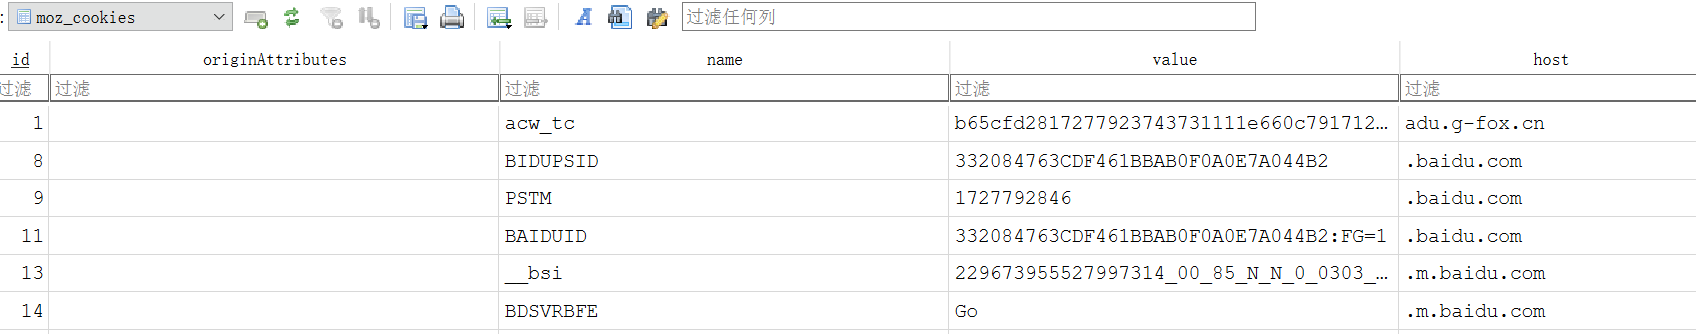 : moz_cookies 过滤任何列
id originAttributes name value host
过滤 过滤 过滤 过滤 过滤
1 acw_tc b65cfd2817277923743731111e660c791712… adu.g-fox.cn
8 BIDUPSID 332084763CDF461BBAB0F0A0E7A044B2 .baidu.com
9 PSTM 1727792846 .baidu.com
11 BAIDUID 332084763CDF461BBAB0F0A0E7A044B2:FG=1 .baidu.com
13 __bsi 229673955527997314_00_85_N_N_0_0303_… .m.baidu.com
14 BDSVRBFE Go .m.baidu.com